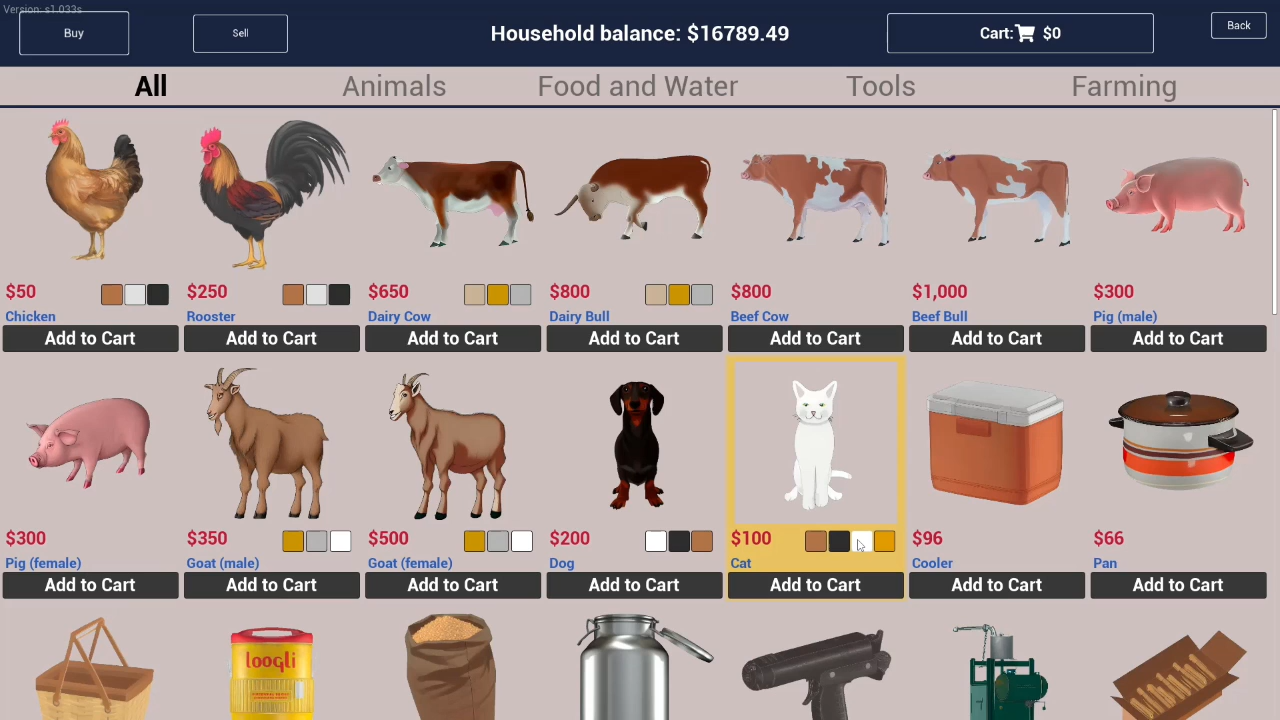 Version: s1.033s
Buy
Sell
Household balance: $16789.49
Cart: $0
Back
All
Animals
Food and Water
Tools
Farming
$50
$250
$650
$800
$800
$1,000
$300
Chicken
Rooster
Dairy Cow
Dairy Bull
Beef Cow
Beef Bull
Pig (male)
Add to Cart
Add to Cart
Add to Cart
Add to Cart
Add to Cart
Add to Cart
Add to Cart
$300
$350
$500
$200
$100
$96
$66
Pig (female)
Goat (male)
Goat (female)
Dog
Cat
Cooler
Pan
Add to Cart
Add to Cart
Add to Cart
Add to Cart
Add to Cart
Add to Cart
Add to Cart
loogli